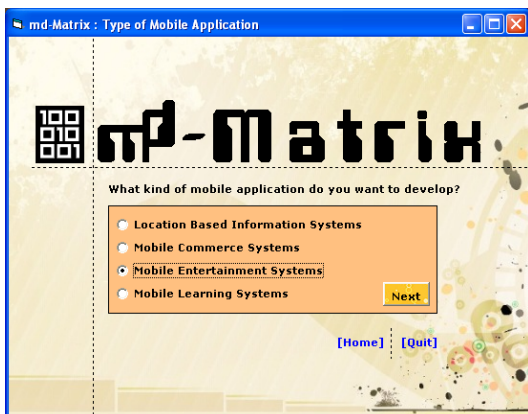 md-Matrix : Type of Mobile Application
100
010
001
md-Matrix
What kind of mobile application do you want to develop?
Location Based Information Systems
Mobile Commerce Systems
Mobile Entertainment Systems
Mobile Learning Systems
Next
[Home] [Quit]